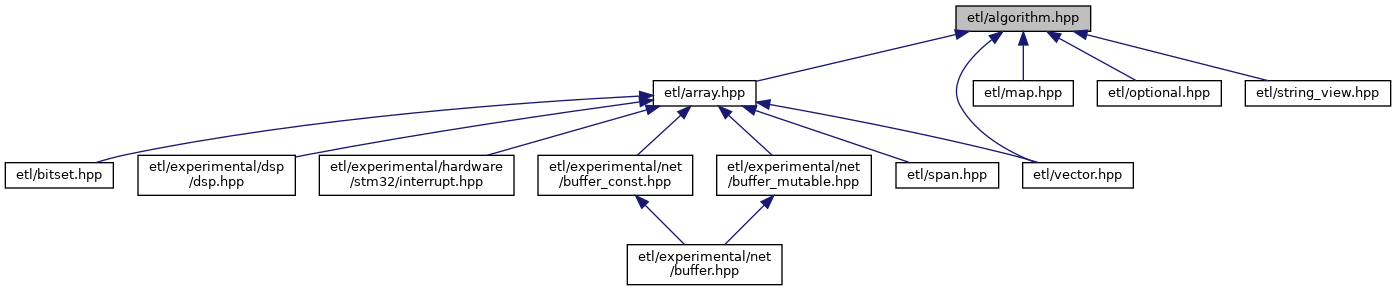 etl/algorithm.hpp
etl/array.hpp
etl/map.hpp
etl/optional.hpp
etl/string_view.hpp
etl/bitset.hpp
etl/experimental/dsp
/dsp.hpp
etl/experimental/hardware
/stm32/interrupt.hpp
etl/experimental/net
/buffer_const.hpp
etl/experimental/net
/buffer_mutable.hpp
etl/span.hpp
etl/vector.hpp
etl/experimental/net
/buffer.hpp